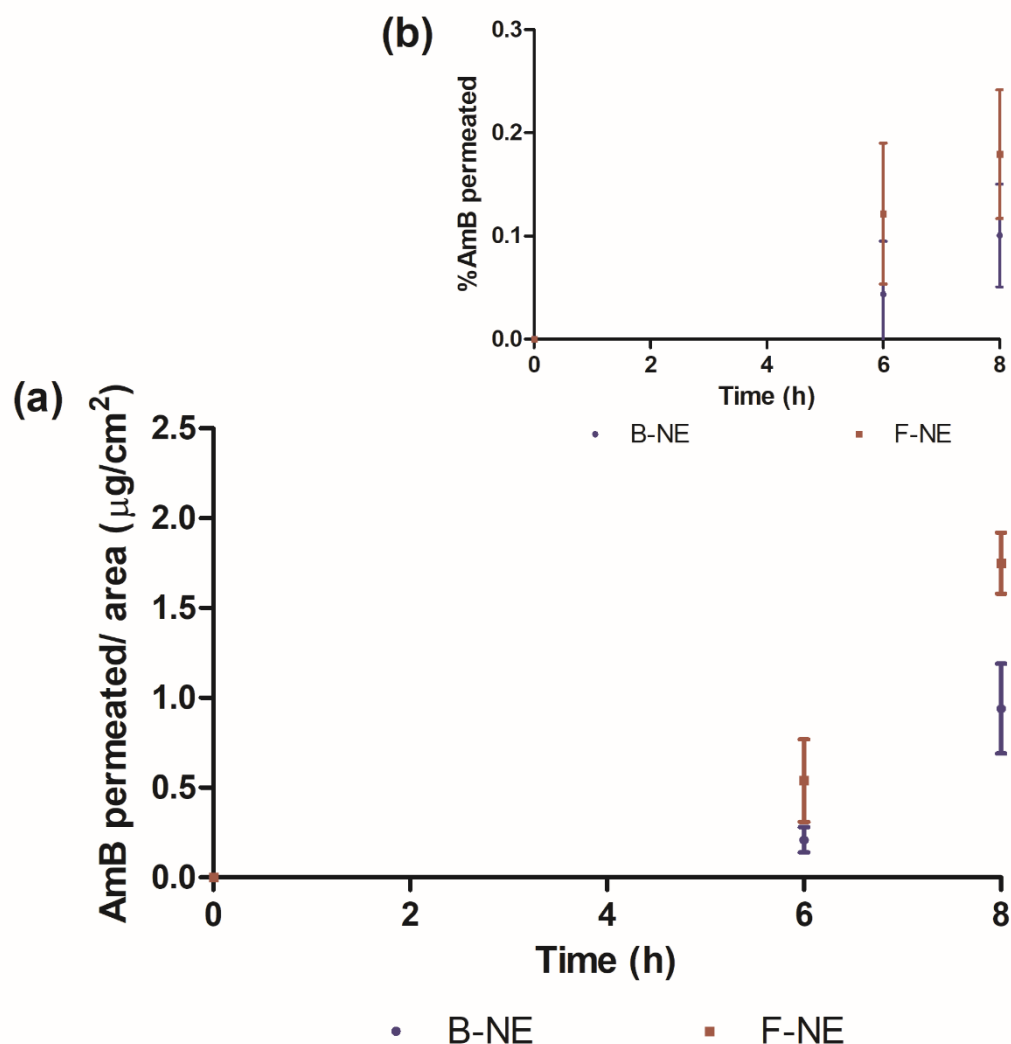 (b)
%AmB permeated
0.3
0.2
0.1
0.0
0 2 4 6 8
Time (h)
B-NE F-NE
(a)
AmB permeated/ area (μg/cm²)
2.5
2.0
1.5
1.0
0.5
0.0
0 2 4 6 8
Time (h)
B-NE F-NE